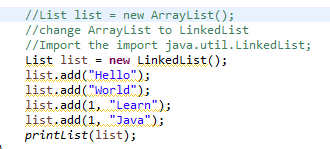 //List list = new ArrayList();
//change ArrayList to LinkedList
//Import the import java.util.LinkedList;
List list = new LinkedList();
list.add("Hello");
list.add("World");
list.add(1, "Learn");
list.add(1, "Java");
printList(list);